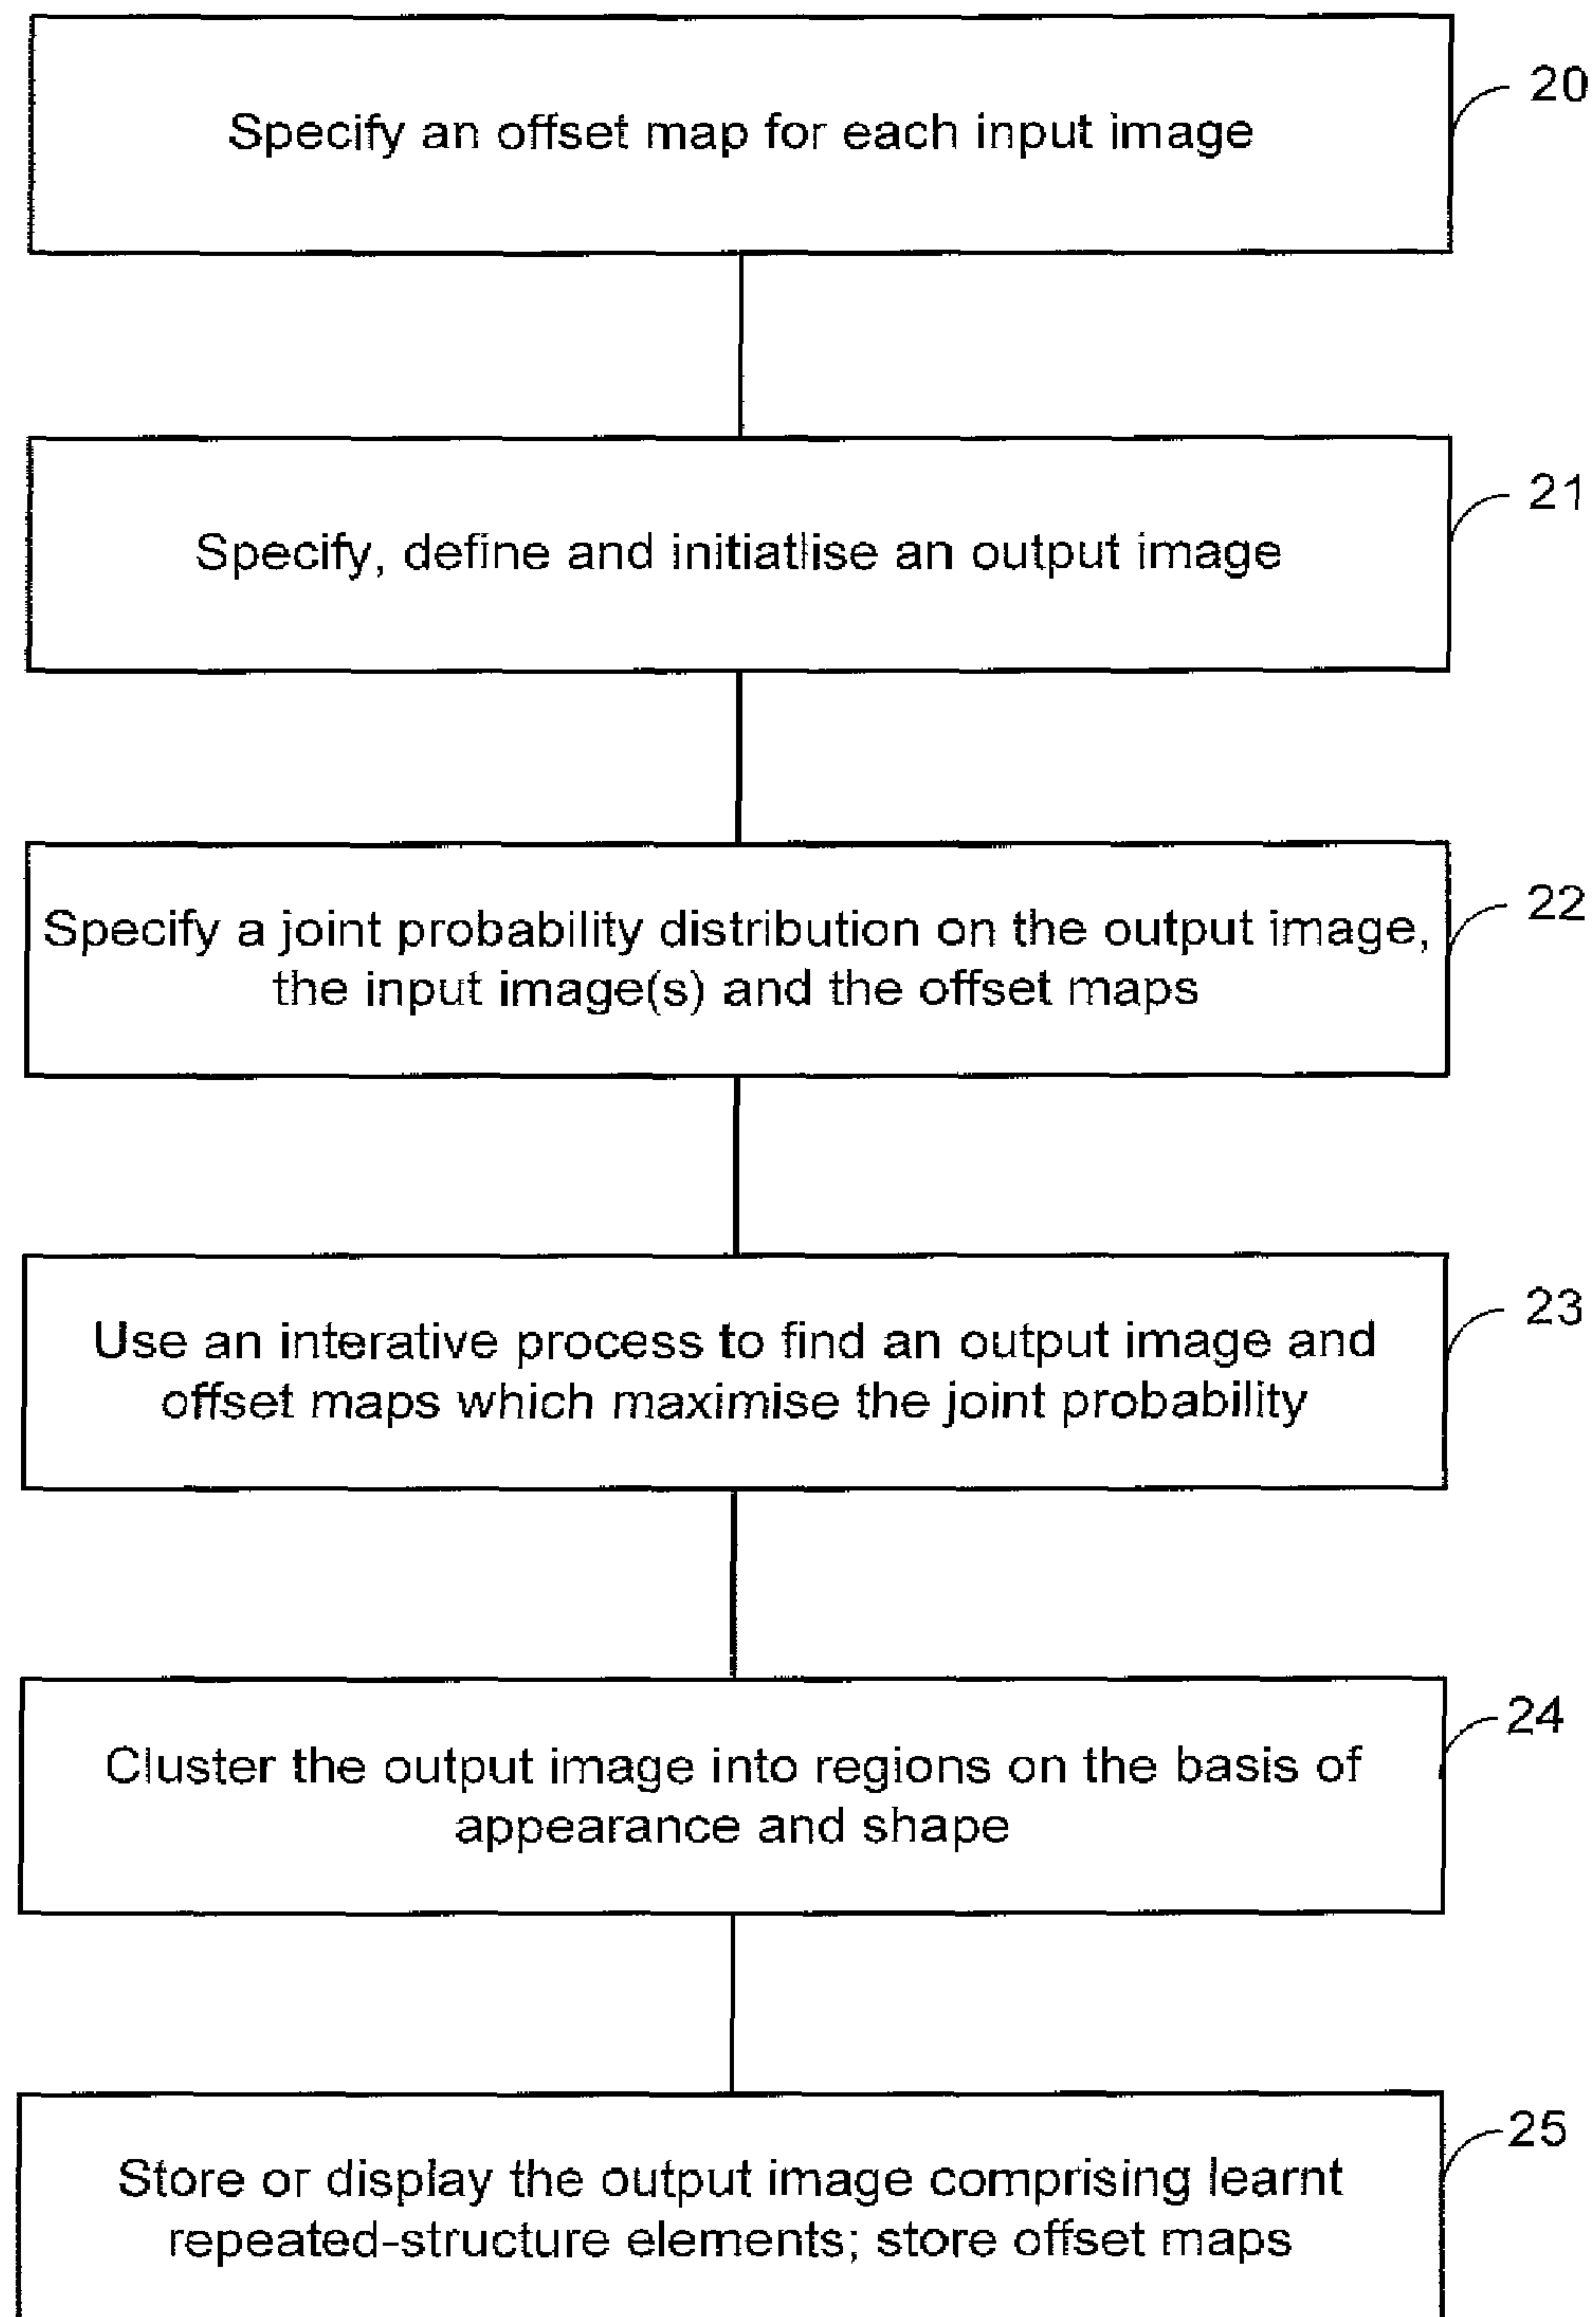 20
Specify an offset map for each input image
21
Specify, define and initiatlise an output image
22
Specify a joint probability distribution on the output image,
the input image(s) and the offset maps
23
Use an interative process to find an output image and
offset maps which maximise the joint probability
24
Cluster the output image into regions on the basis of
appearance and shape
25
Store or display the output image comprising learnt
repeated-structure elements; store offset maps